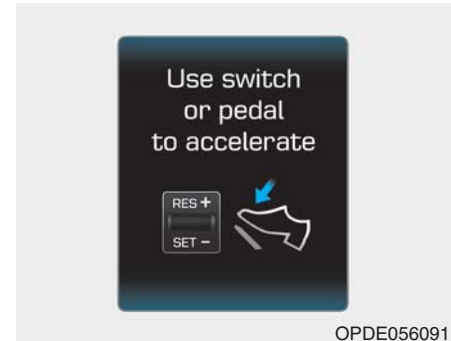 Use switch
or pedal
to accelerate
RES +
SET −
OPDE056091